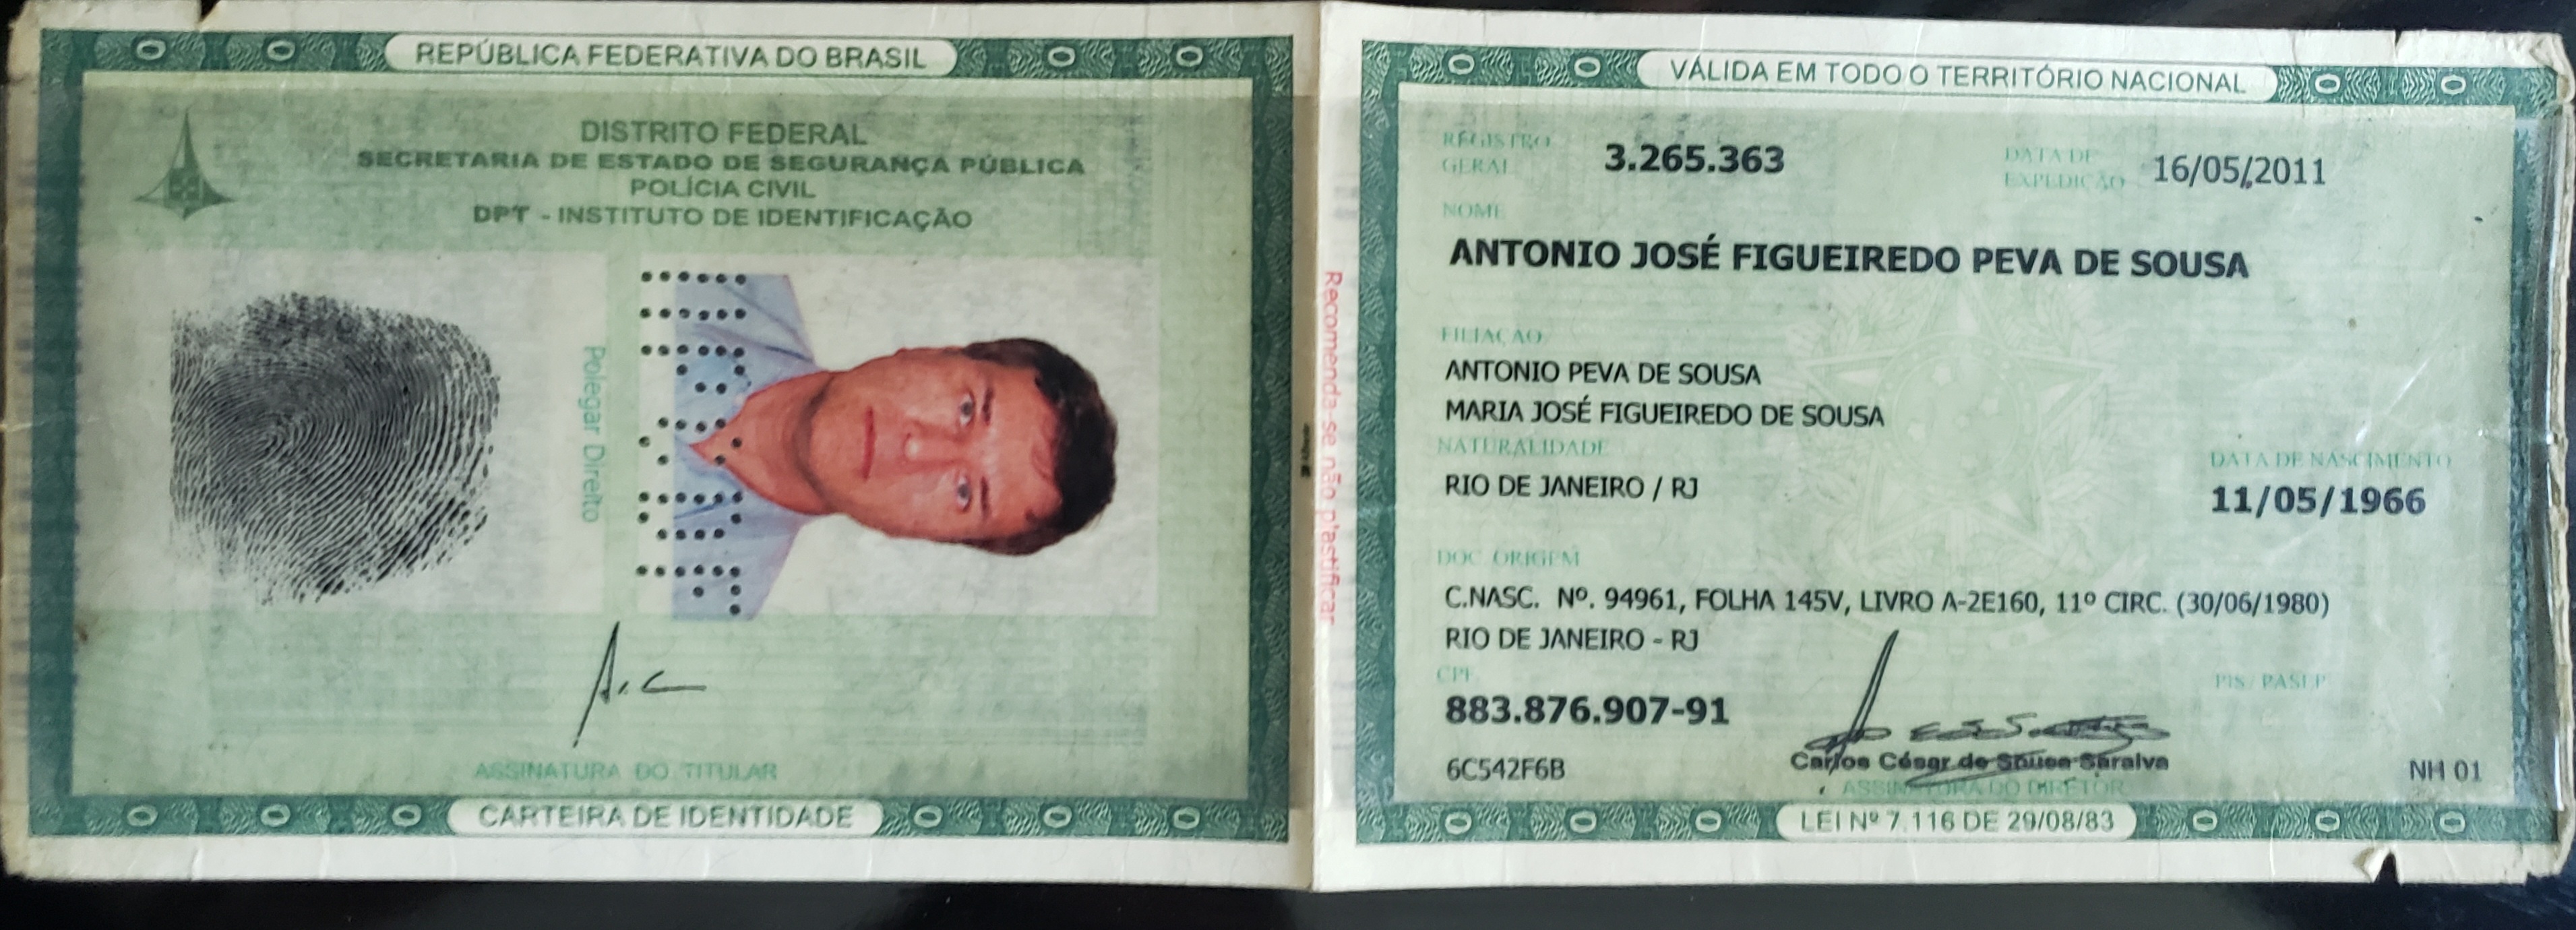 REPÚBLICA FEDERATIVA DO BRASIL
DISTRITO FEDERAL
SECRETARIA DE ESTADO DE SEGURANÇA PÚBLICA
POLÍCIA CIVIL
DPT - INSTITUTO DE IDENTIFICAÇÃO
Polegar Direito
ASSINATURA DO TITULAR
CARTEIRA DE IDENTIDADE
Recomenda-se não plastificar
VÁLIDA EM TODO O TERRITÓRIO NACIONAL
REGISTRO GERAL 3.265.363 DATA DE EXPEDIÇÃO 16/05/2011
NOME
ANTONIO JOSÉ FIGUEIREDO PEVA DE SOUSA
FILIAÇÃO
ANTONIO PEVA DE SOUSA
MARIA JOSÉ FIGUEIREDO DE SOUSA
NATURALIDADE DATA DE NASCIMENTO
RIO DE JANEIRO / RJ 11/05/1966
DOC ORIGEM
C.NASC. Nº. 94961, FOLHA 145V, LIVRO A-2E160, 11º CIRC. (30/06/1980)
RIO DE JANEIRO - RJ
CPF PIS/PASEP
883.876.907-91
6C542F6B Carlos César de Sousa Saraiva NH 01
ASSINATURA DO DIRETOR
LEI Nº 7.116 DE 29/08/83